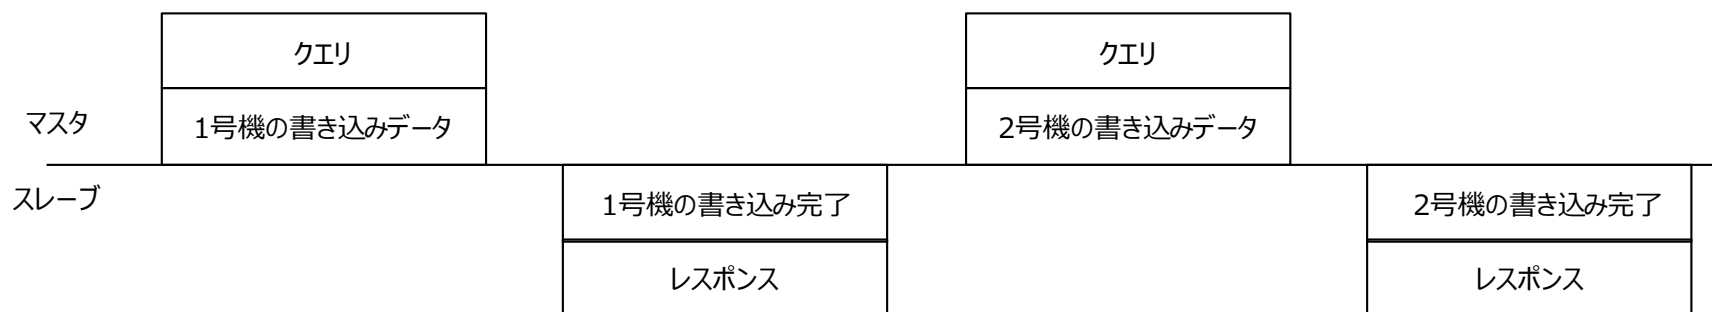 クエリ
クエリ
マスタ
1号機の書き込みデータ
2号機の書き込みデータ
スレーブ
1号機の書き込み完了
2号機の書き込み完了
レスポンス
レスポンス